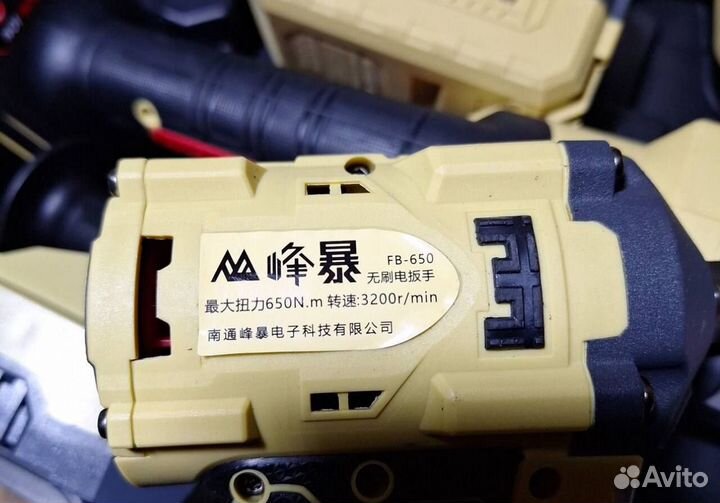 峰暴 FB-650
无刷电扳手
最大扭力650N.m 转速:3200r/min
南通峰暴电子科技有限公司
Avito